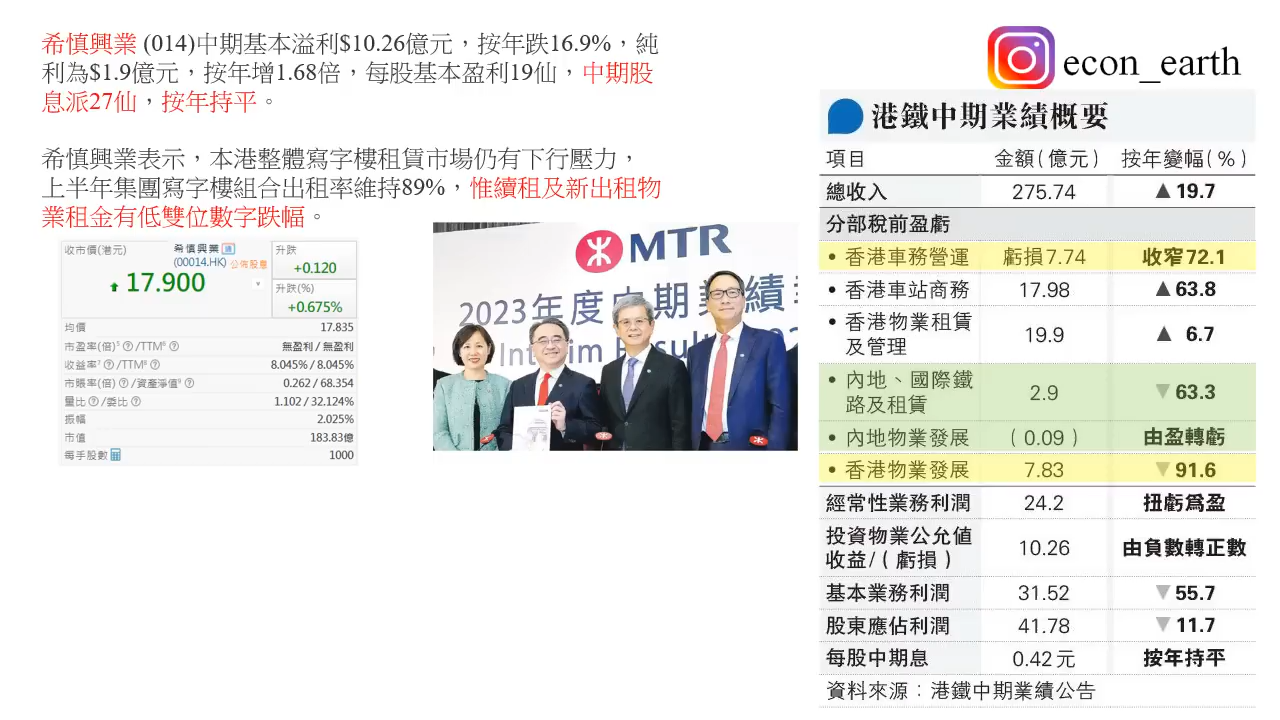 希慎興業 (014)中期基本溢利$10.26億元，按年跌16.9%，純
利為$1.9億元，按年增1.68倍，每股基本盈利19仙，中期股
息派27仙，按年持平。
希慎興業表示，本港整體寫字樓租賃市場仍有下行壓力，
上半年集團寫字樓組合出租率維持89%，惟續租及新出租物
業租金有低雙位數字跌幅。
收市價(港元)
希慎興業 通
(00014.HK) 公佈股息
17.900
升跌
+0.120
升跌(%)
+0.675%
均價 17.835
市盈率(倍)⁵ ?/TTM⁶ ? 無盈利 / 無盈利
收益率⁷ ?/TTM⁸ ? 8.045% / 8.045%
市賬率(倍) ?/資產淨值⁹ ? 0.262 / 68.354
量比 ?/委比 ? 1.102 / 32.124%
振幅 2.025%
市值 183.83億
每手股數 1000
MTR
2023年度中期業績
Interim Results 202
econ_earth
港鐵中期業績概要
項目 金額(億元) 按年變幅(%)
總收入 275.74 ▲19.7
分部稅前盈虧
• 香港車務營運 虧損7.74 收窄72.1
• 香港車站商務 17.98 ▲63.8
• 香港物業租賃
及管理 19.9 ▲ 6.7
• 內地、國際鐵
路及租賃 2.9 ▼63.3
• 內地物業發展 (0.09) 由盈轉虧
• 香港物業發展 7.83 ▼91.6
經常性業務利潤 24.2 扭虧爲盈
投資物業公允值
收益/(虧損) 10.26 由負數轉正數
基本業務利潤 31.52 ▼55.7
股東應佔利潤 41.78 ▼11.7
每股中期息 0.42元 按年持平
資料來源：港鐵中期業績公告